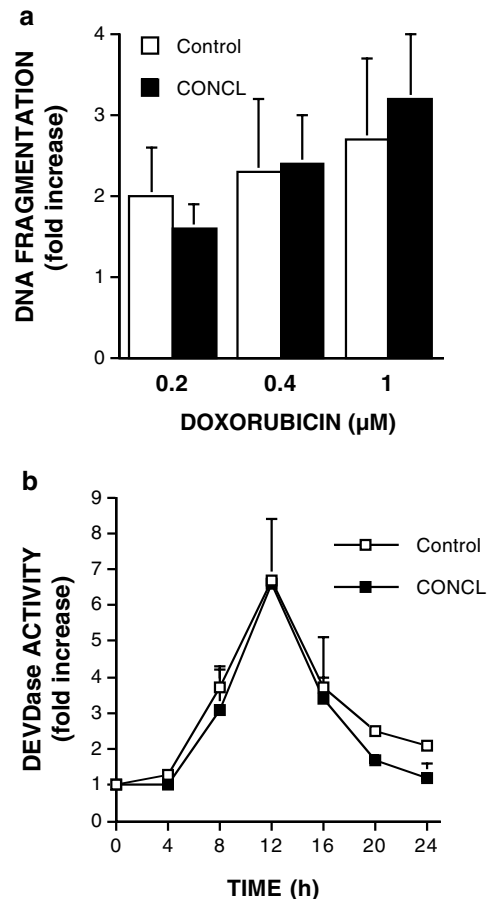 a
4
3
2
1
0
DNA FRAGMENTATION
(fold increase)
Control
CONCL
0.2 0.4 1
DOXORUBICIN (µM)
b
9
8
7
6
5
4
3
2
1
0
DEVDase ACTIVITY
(fold increase)
Control
CONCL
0 4 8 12 16 20 24
TIME (h)